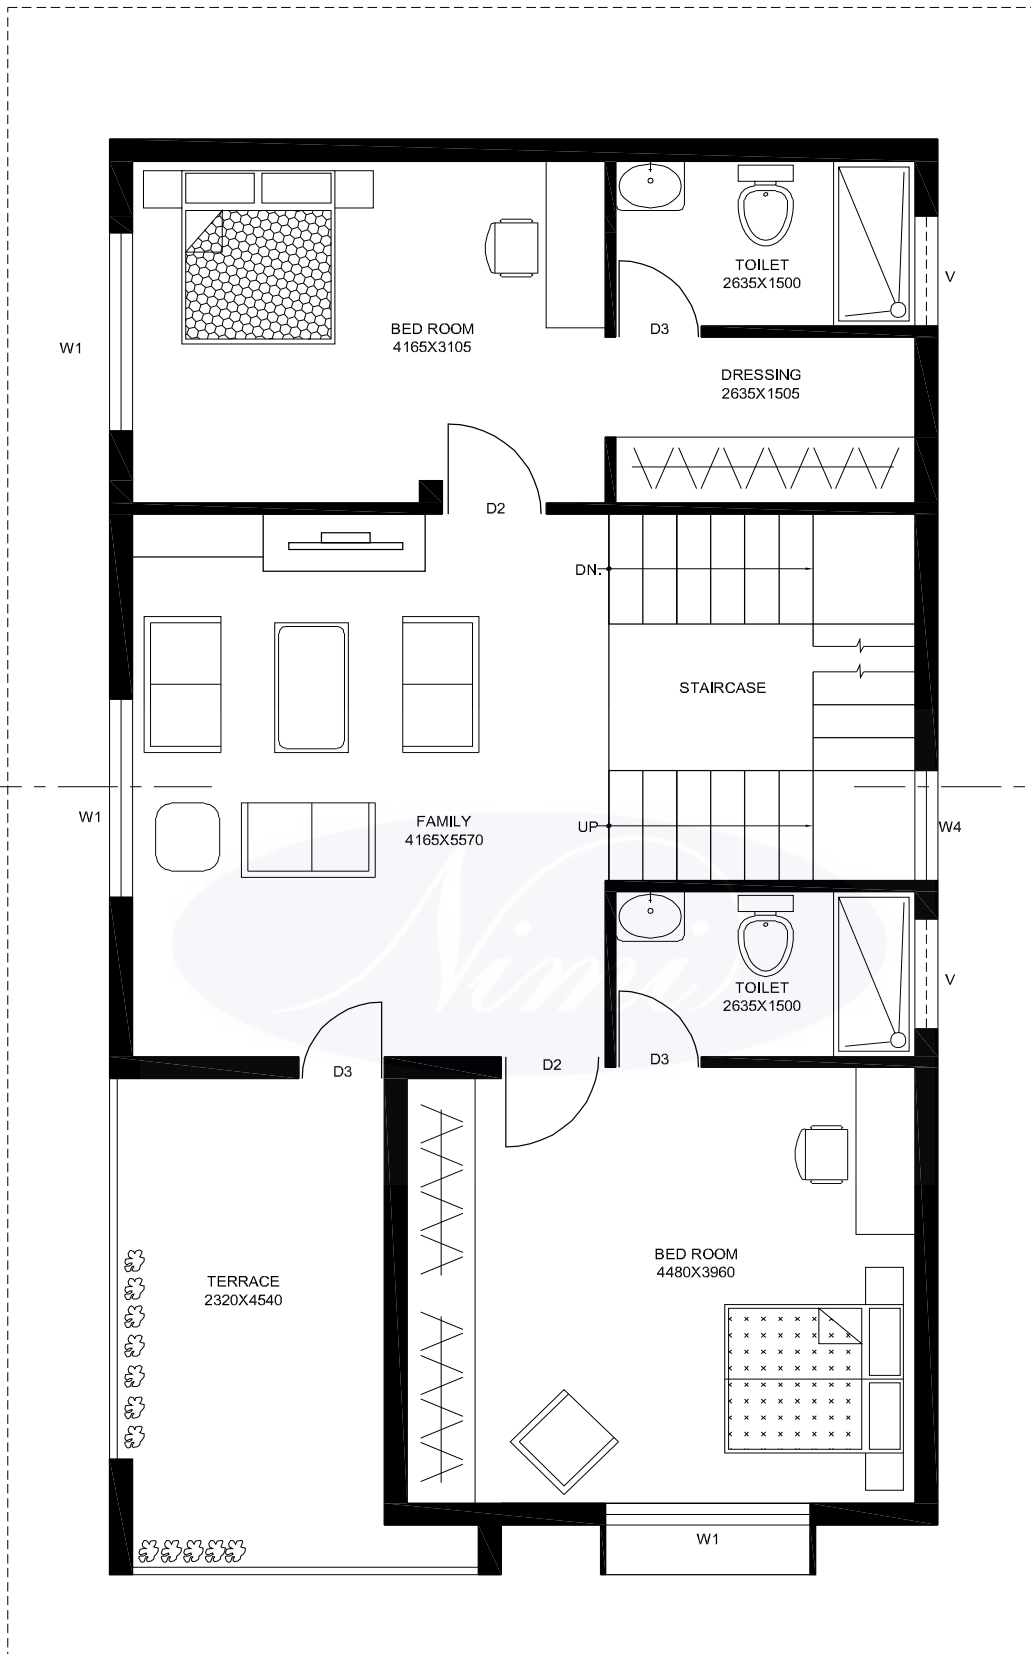 TOILET
2635X1500
V
BED ROOM
4165X3105
D3
W1
DRESSING
2635X1505
D2
DN.
STAIRCASE
W1
FAMILY
4165X5570
UP
W4
Nimi
TOILET
2635X1500
V
D3
D2
D3
BED ROOM
4480X3960
TERRACE
2320X4540
W1